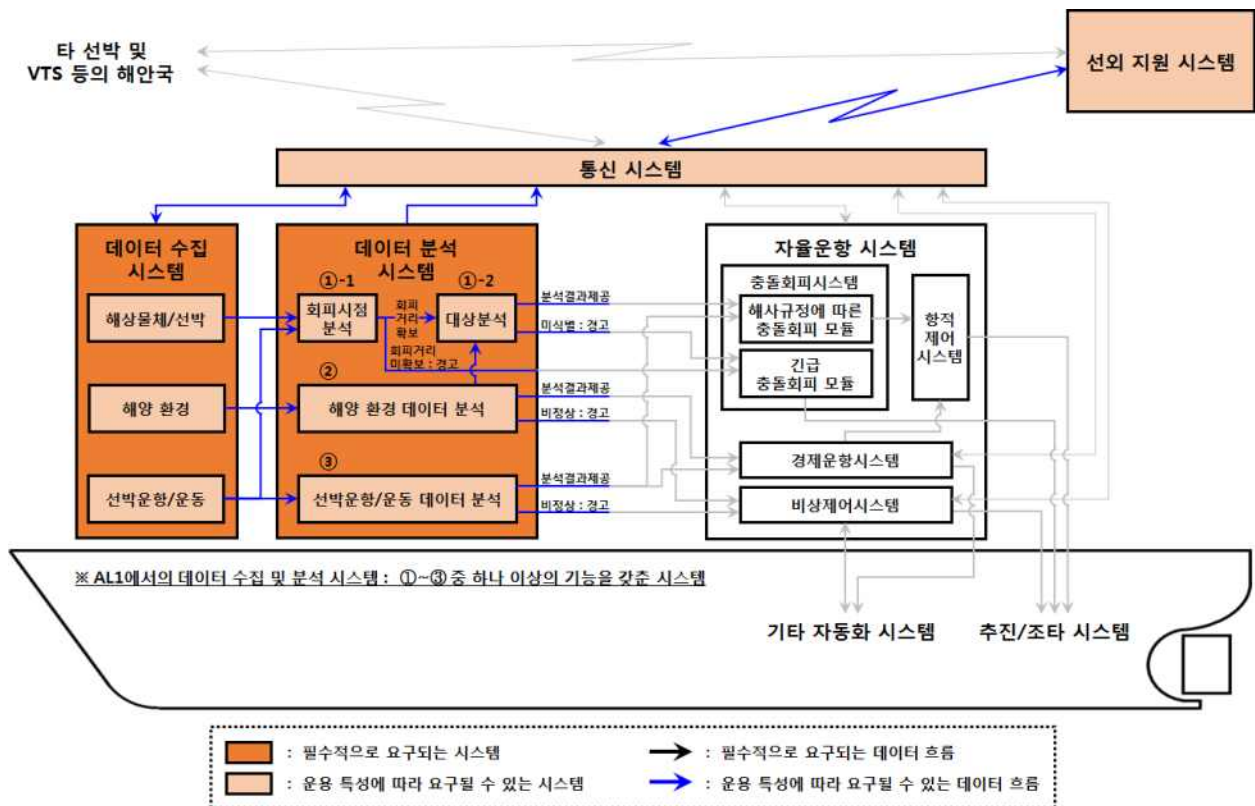 타 선박 및
VTS 등의 해안국
선외 지원 시스템
통신 시스템
데이터 수집
시스템
해상물체/선박
해양 환경
선박운항/운동
데이터 분석
시스템
①-1
①-2
회피시점
분석
회피
거리
확보
대상분석
회피거리
미확보 : 경고
②
해양 환경 데이터 분석
③
선박운항/운동 데이터 분석
분석결과제공
미식별 : 경고
분석결과제공
비정상 : 경고
분석결과제공
비정상 : 경고
자율운항 시스템
충돌회피시스템
해사규정에 따른
충돌회피 모듈
긴급
충돌회피 모듈
항적
제어
시스템
경제운항시스템
비상제어시스템
※ AL1에서의 데이터 수집 및 분석 시스템 : ①~③ 중 하나 이상의 기능을 갖춘 시스템
기타 자동화 시스템
추진/조타 시스템
: 필수적으로 요구되는 시스템
: 필수적으로 요구되는 데이터 흐름
: 운용 특성에 따라 요구될 수 있는 시스템
: 운용 특성에 따라 요구될 수 있는 데이터 흐름